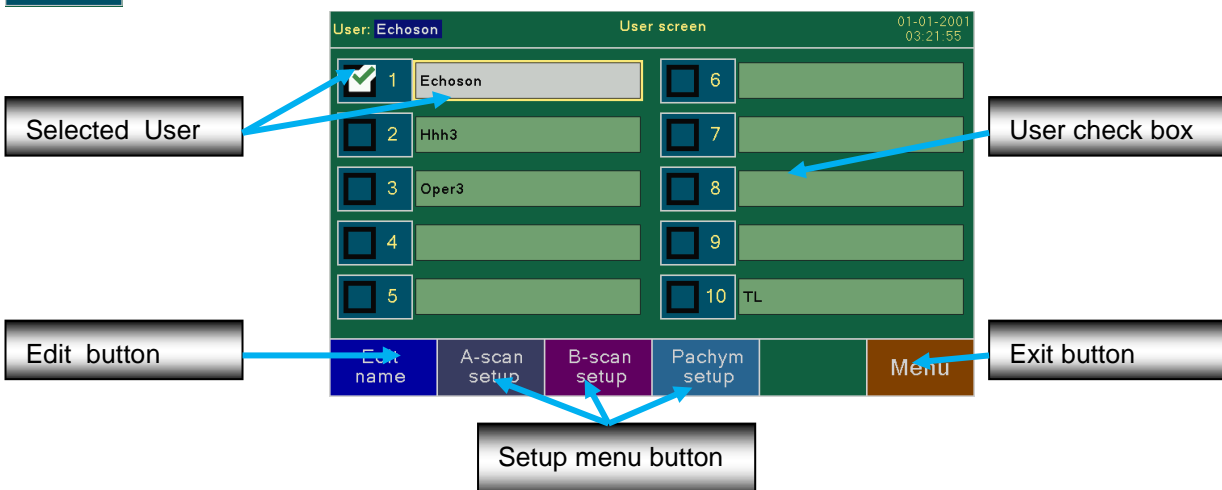 User: Echoson User screen 01-01-2001
03:21:55
1 Echoson 6
Selected User
User check box
2 Hhh3 7
3 Oper3 8
4 9
5 10 TL
Edit button
Exit button
Edit name
A-scan setup
B-scan setup
Pachym setup
Menu
Setup menu button